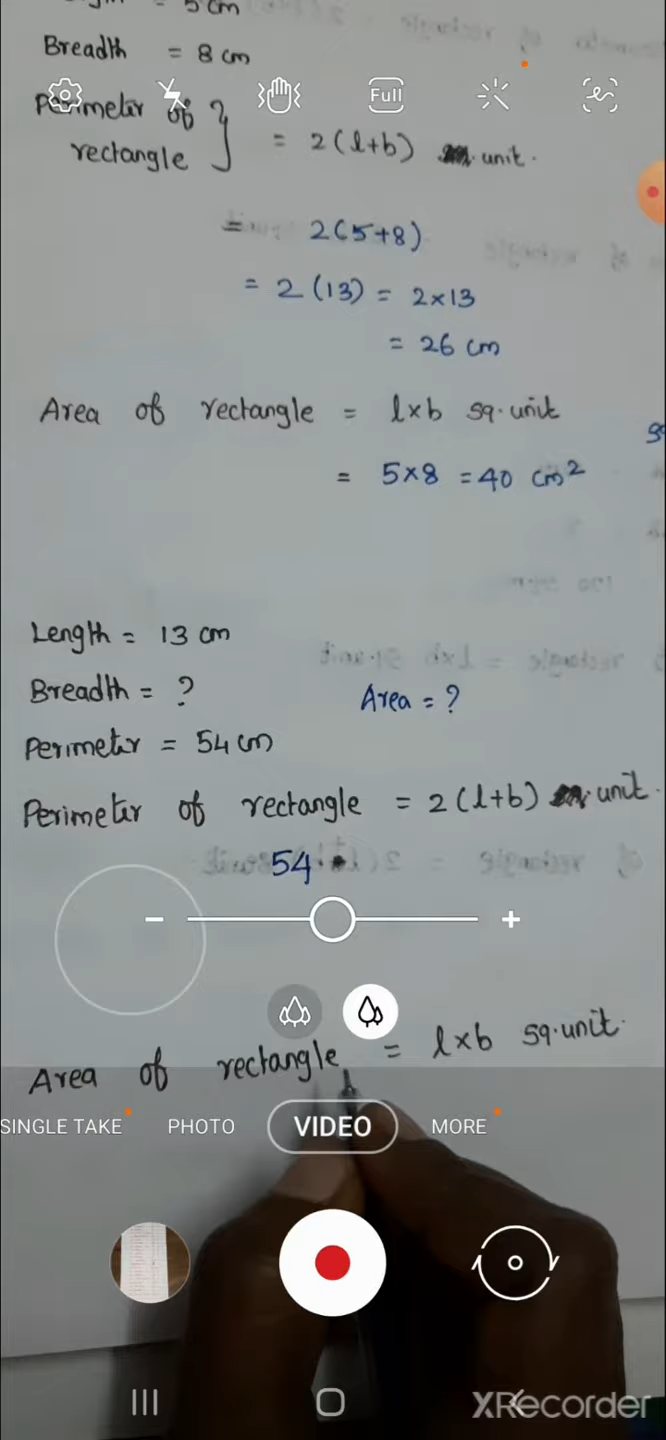 = 5 cm
Breadth = 8 cm
Full
Perimeter of
rectangle } = 2(l+b) unit.
= 2(5+8)
= 2(13) = 2×13
= 26 cm
Area of rectangle = l×b sq.unit
= 5×8 = 40 cm²
Length = 13 cm
Breadth = ?
Area = ?
Perimeter = 54 cm
Perimeter of rectangle = 2(l+b) unit.
54
Area of rectangle = l×b sq.unit.
SINGLE TAKE PHOTO VIDEO MORE
XRecorder